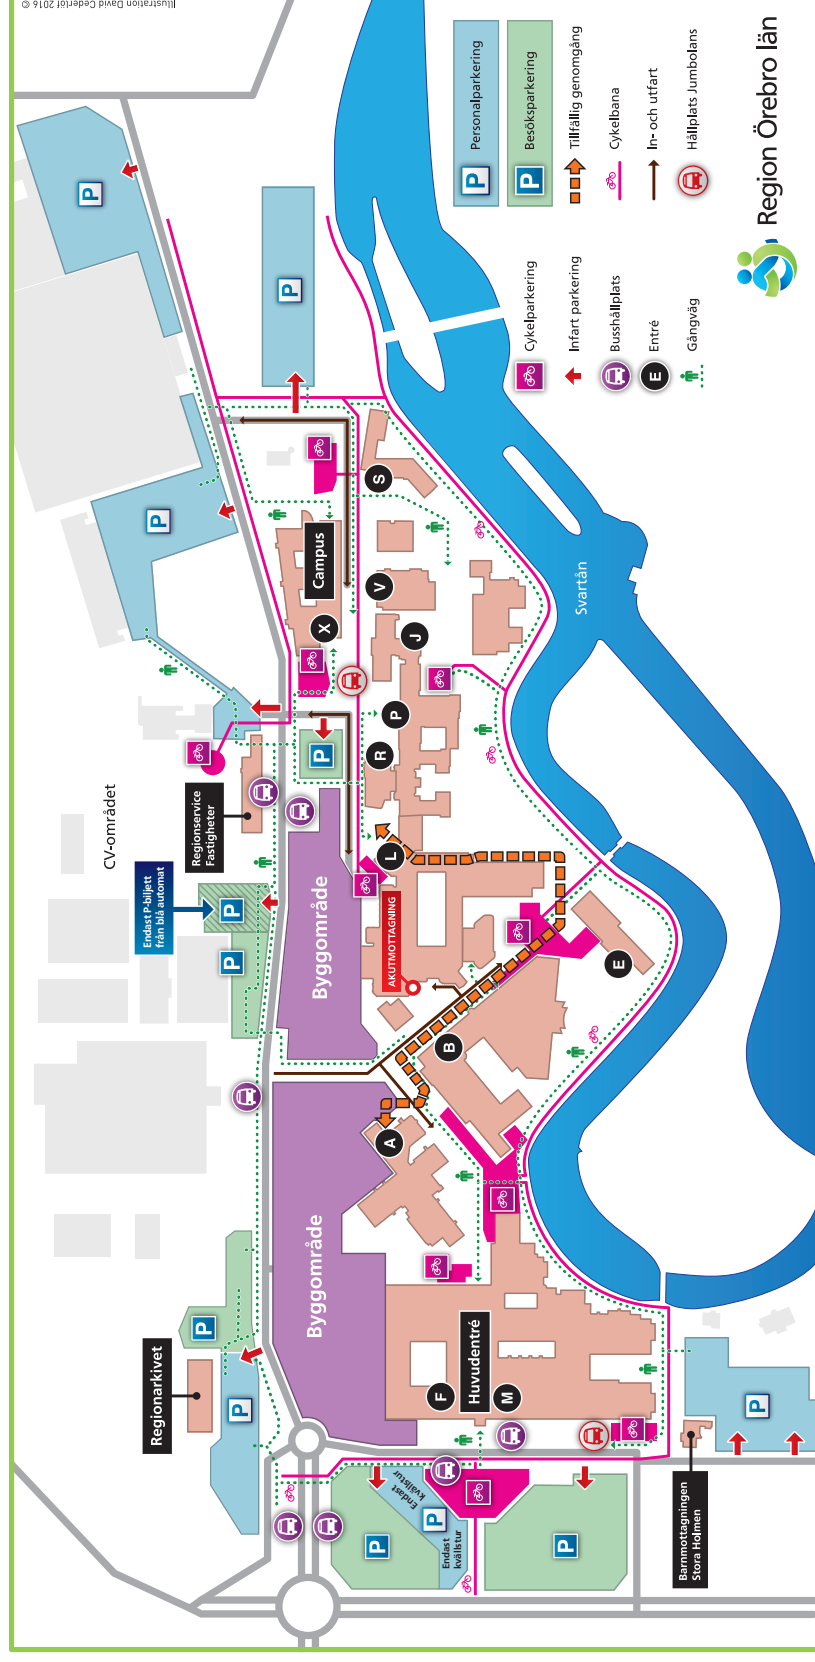 Illustration David Cederlöf 2016 ©
P
P
P
P
CV-området
Endast P-biljett
från blå automat
P
P
Regionservice
Fastigheter
Regionarkivet
P
P
Byggområde
Byggområde
Campus
X
S
V
J
P
R
P
L
AKUTMOTTAGNING
B
E
A
Huvudentré
F
M
P
Endast
kvällstur
P
Endast
kvällstur
P
Barnmottagningen
Stora Holmen
P
Svartån
Cykelparkering
Infart parkering
Busshållplats
E
Entré
Gångväg
P
Personalparkering
P
Besöksparkering
Tillfällig genomgång
Cykelbana
In- och utfart
Hållplats Jumbolans
Region Örebro län